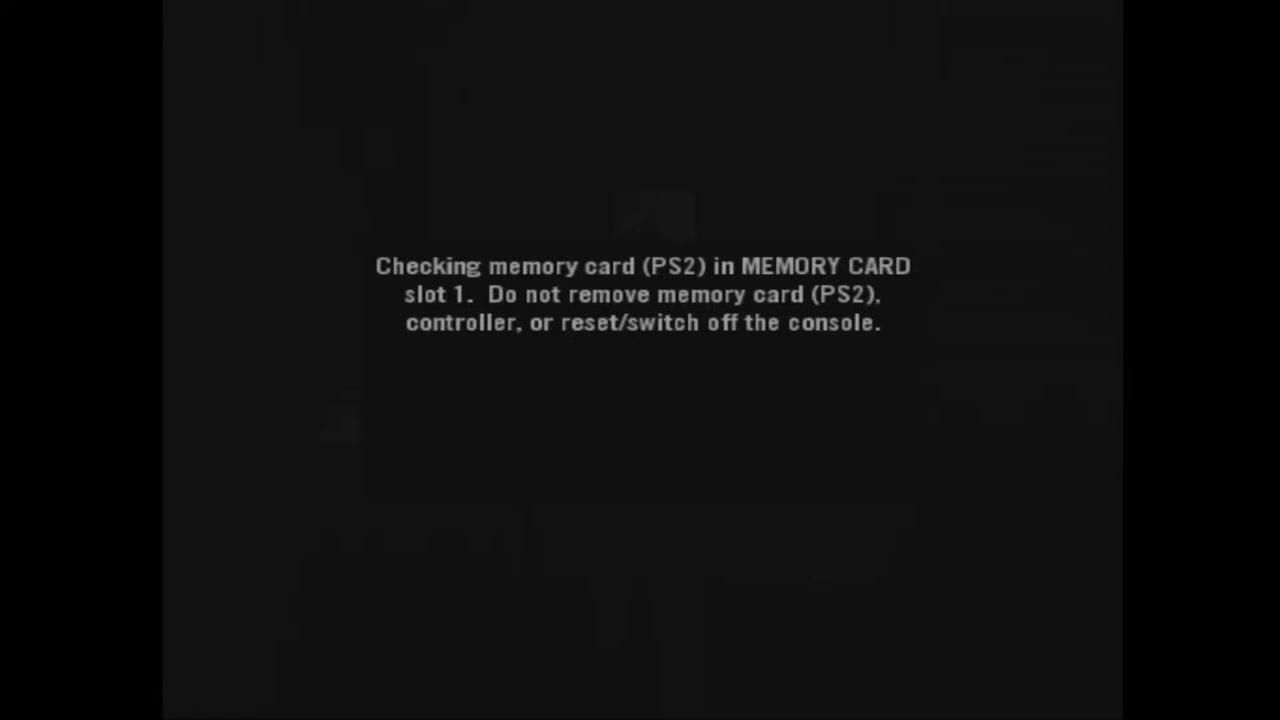 Checking memory card (PS2) in MEMORY CARD
slot 1.  Do not remove memory card (PS2),
controller, or reset/switch off the console.